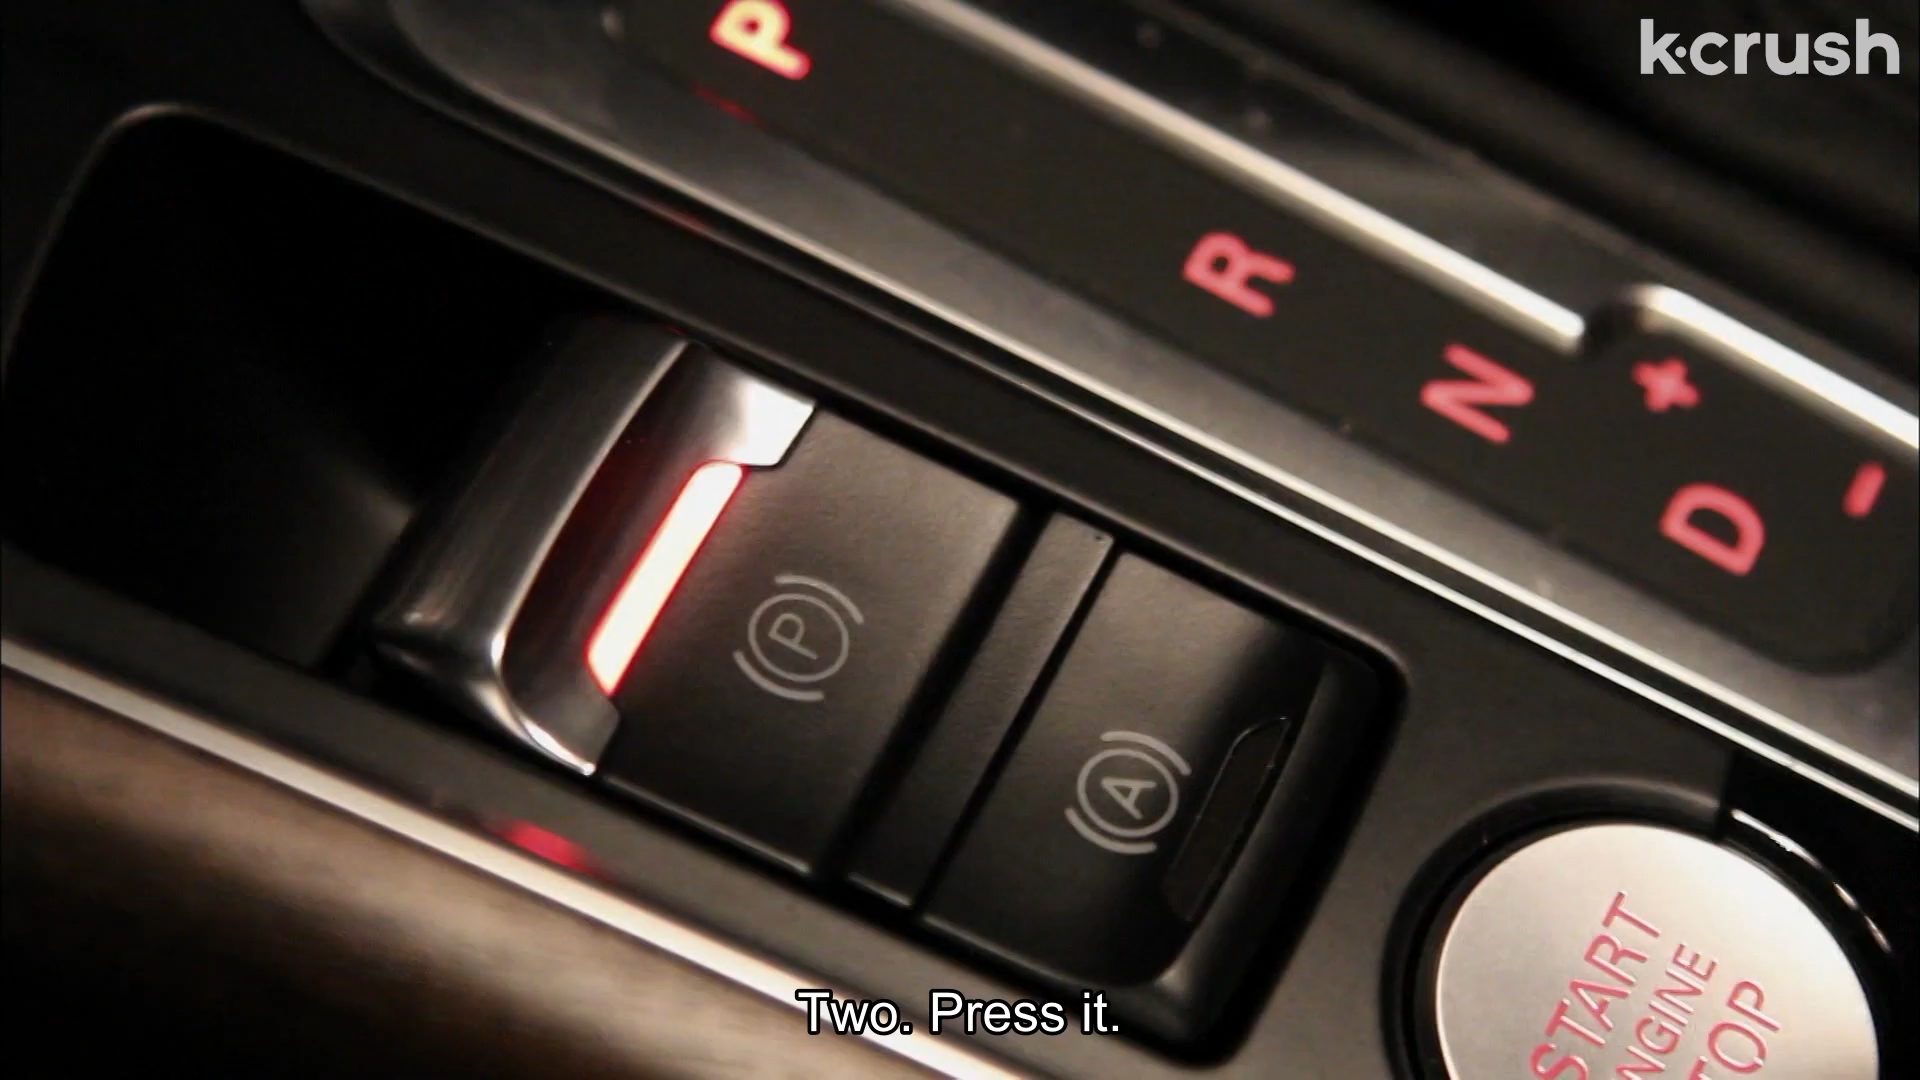 k·crush
P
R
N
+
D
-
(P)
(A)
START
ENGINE
STOP
Two. Press it.